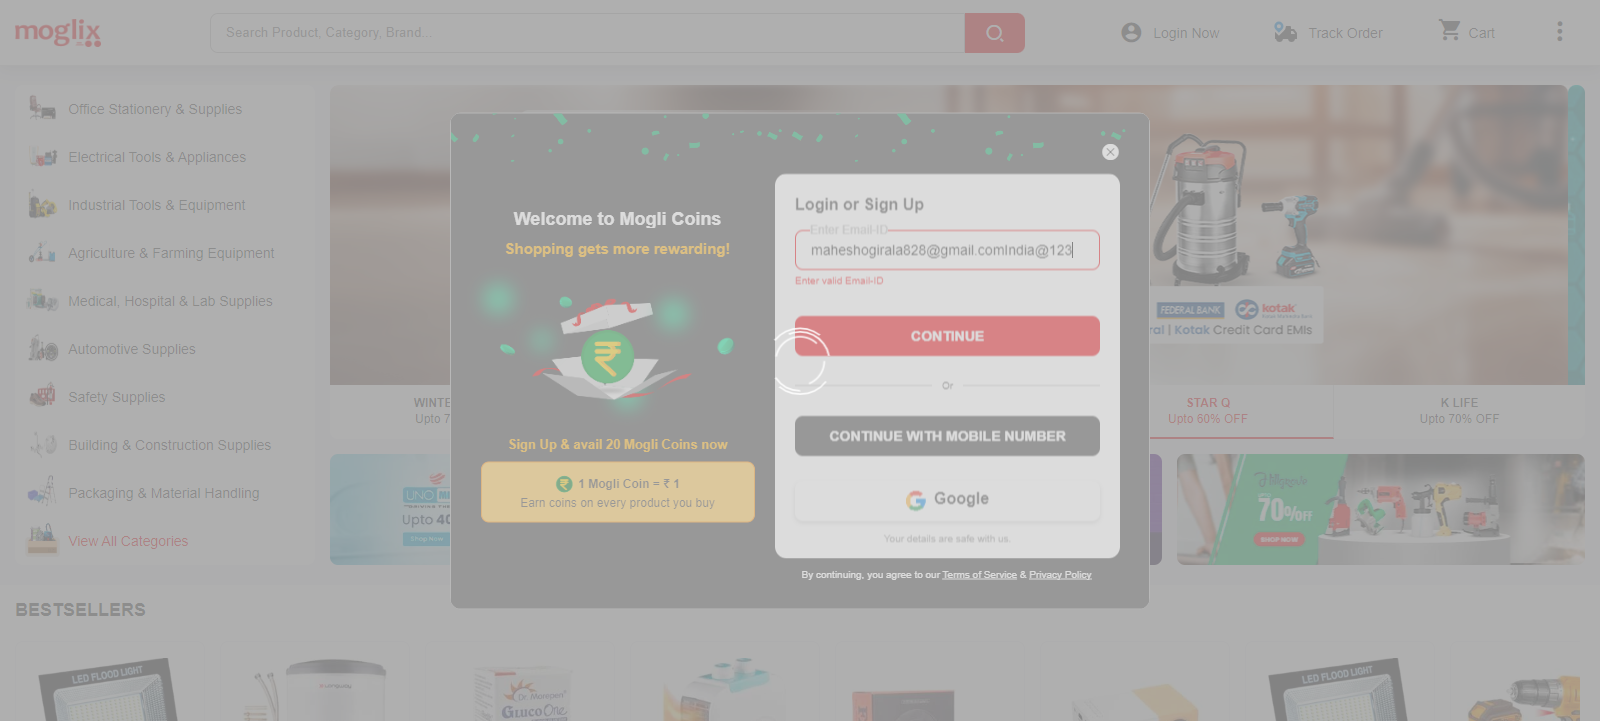 moglix
Search Product, Category, Brand...
Login Now
Track Order
Cart
Office Stationery & Supplies
Electrical Tools & Appliances
Industrial Tools & Equipment
Agriculture & Farming Equipment
Medical, Hospital & Lab Supplies
Automotive Supplies
Safety Supplies
Building & Construction Supplies
Packaging & Material Handling
View All Categories
Welcome to Mogli Coins
Shopping gets more rewarding!
Sign Up & avail 20 Mogli Coins now
1 Mogli Coin = ₹ 1
Earn coins on every product you buy
Login or Sign Up
Enter Email-ID
maheshogirala828@gmail.comIndia@123
Enter valid Email-ID
CONTINUE
Or
CONTINUE WITH MOBILE NUMBER
Google
Your details are safe with us.
By continuing, you agree to our Terms of Service & Privacy Policy
FEDERAL BANK
kotak
Kotak Credit Card EMIs
WINTE
Upto 7
STAR Q
Upto 60% OFF
K LIFE
Upto 70% OFF
UNO
Upto 40
70% OFF
SHOP NOW
BESTSELLERS
LED FLOOD LIGHT
Dr. Morepen
GlucoOne
LED FLOOD LIGHT